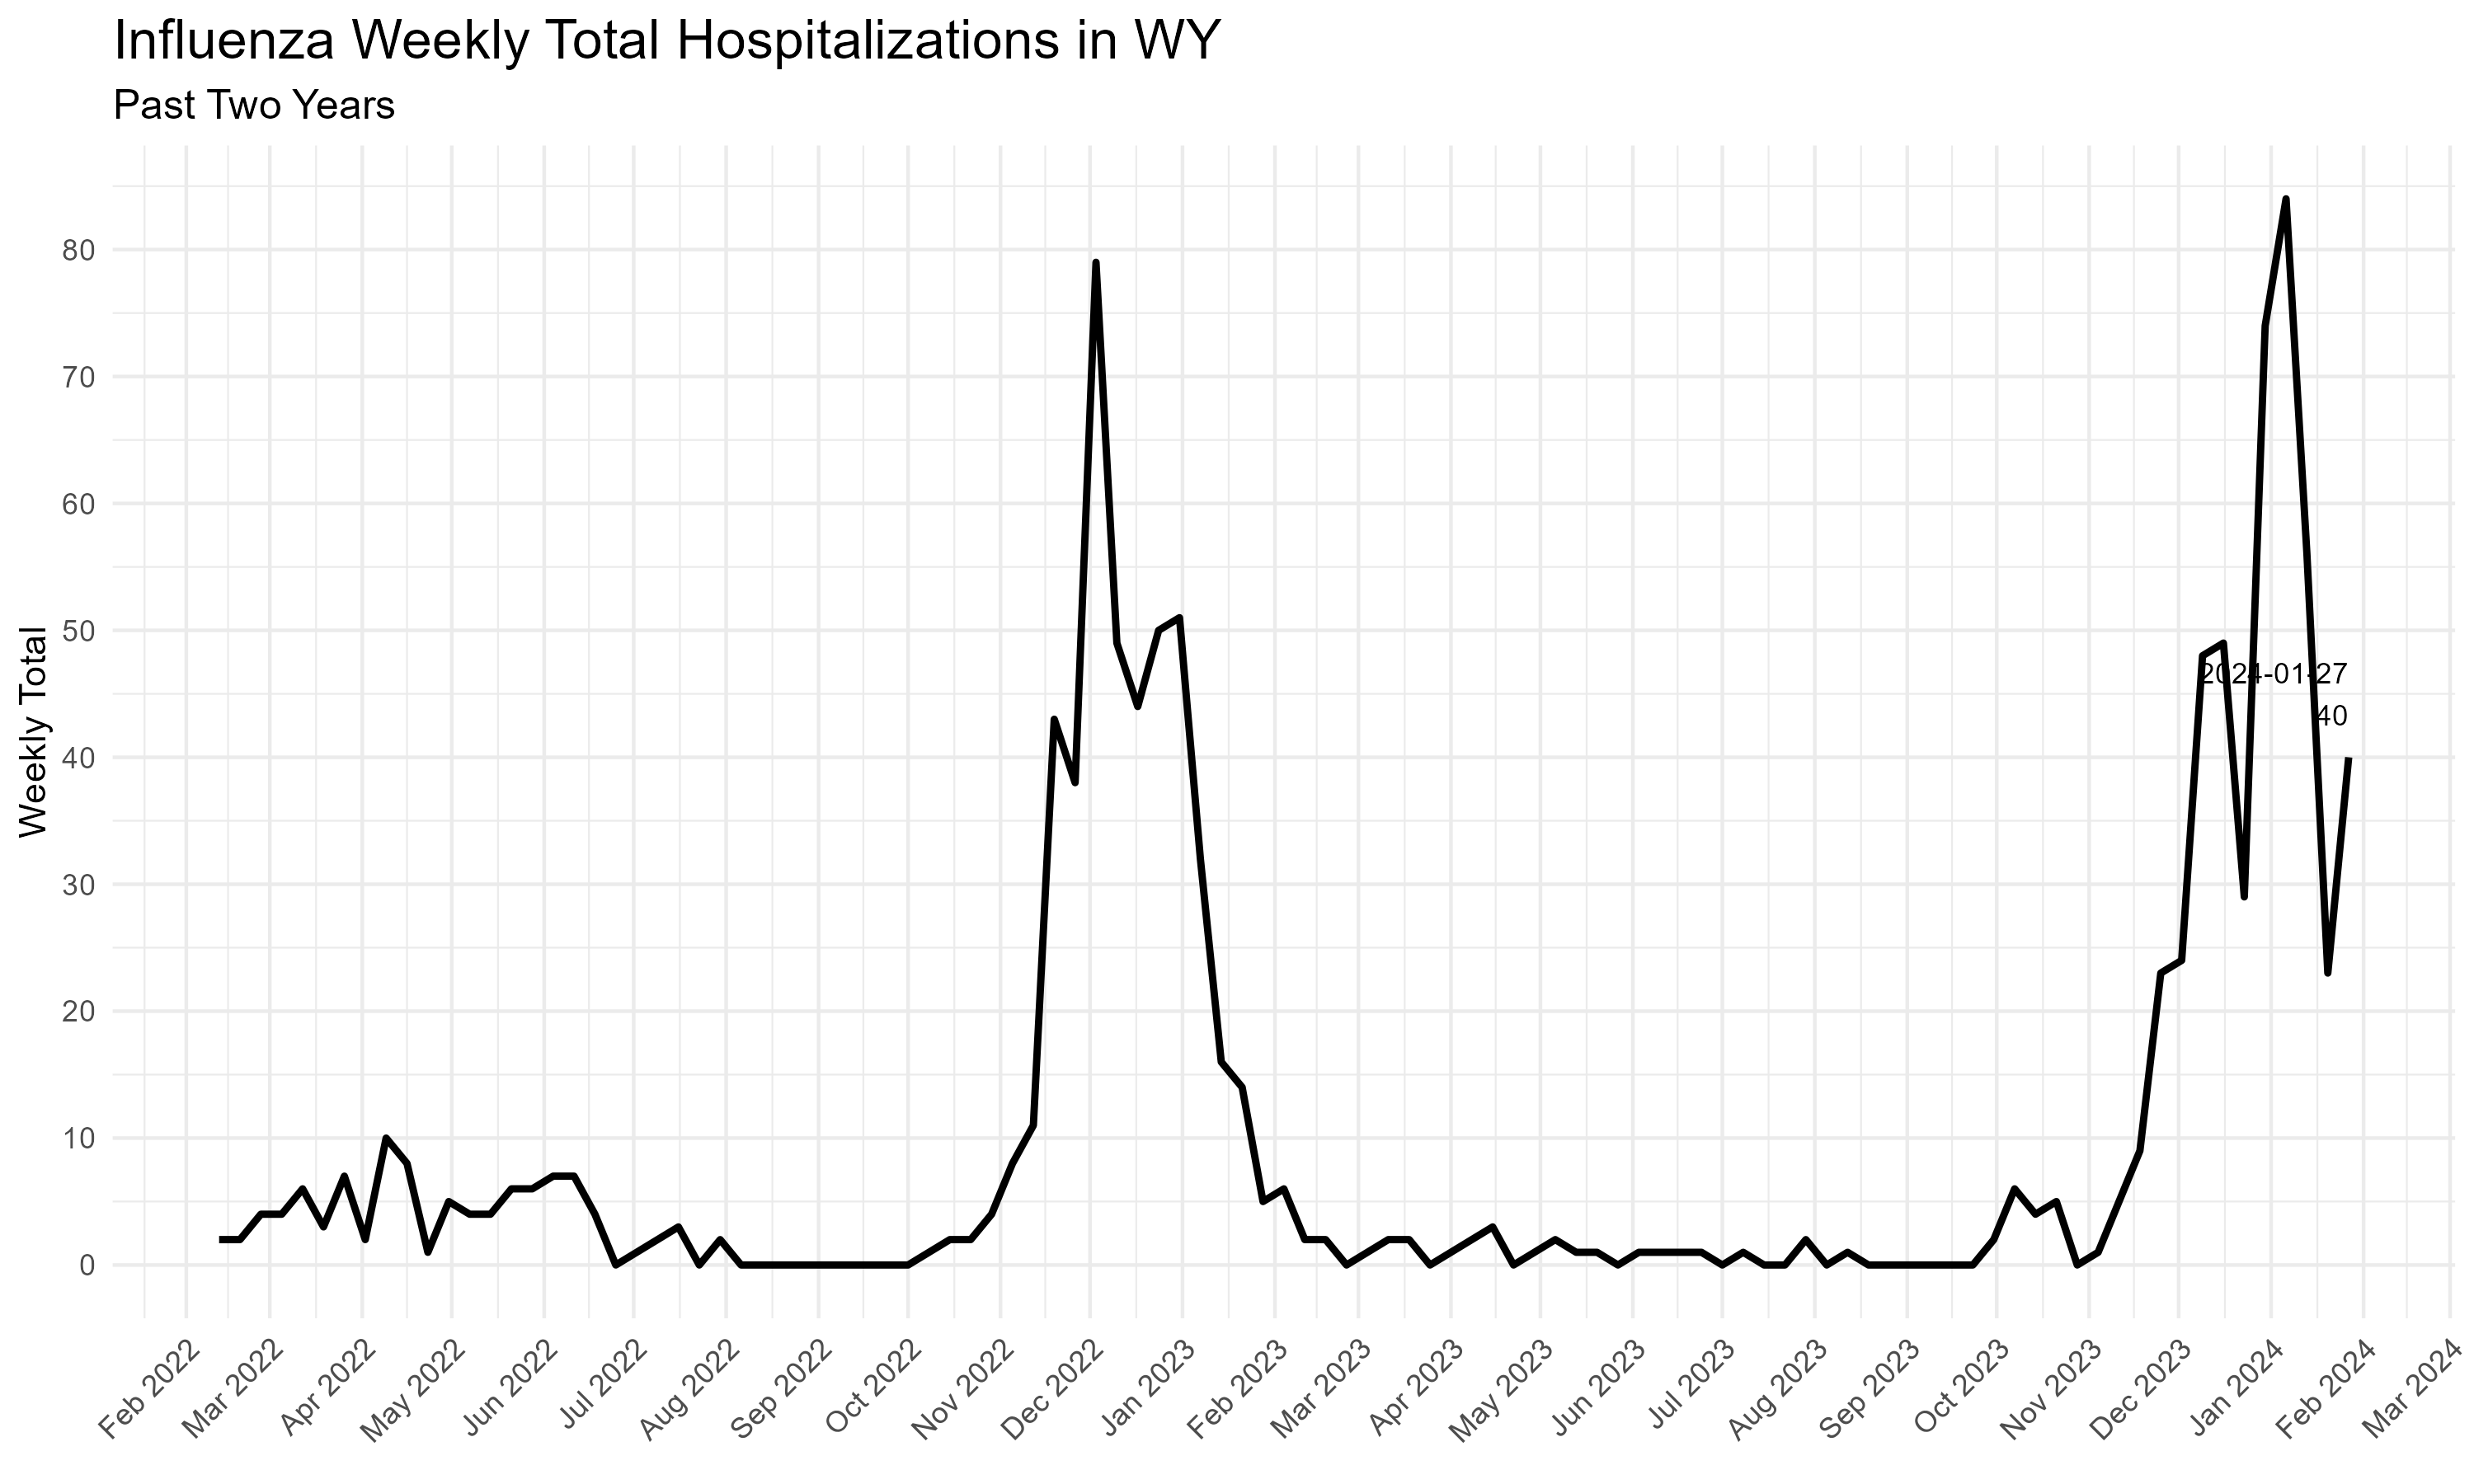 Influenza Weekly Total Hospitalizations in WY
Past Two Years
Weekly Total
80
70
60
50
40
30
20
10
0
2024-01-27
40
Feb 2022
Mar 2022
Apr 2022
May 2022
Jun 2022
Jul 2022
Aug 2022
Sep 2022
Oct 2022
Nov 2022
Dec 2022
Jan 2023
Feb 2023
Mar 2023
Apr 2023
May 2023
Jun 2023
Jul 2023
Aug 2023
Sep 2023
Oct 2023
Nov 2023
Dec 2023
Jan 2024
Feb 2024
Mar 2024